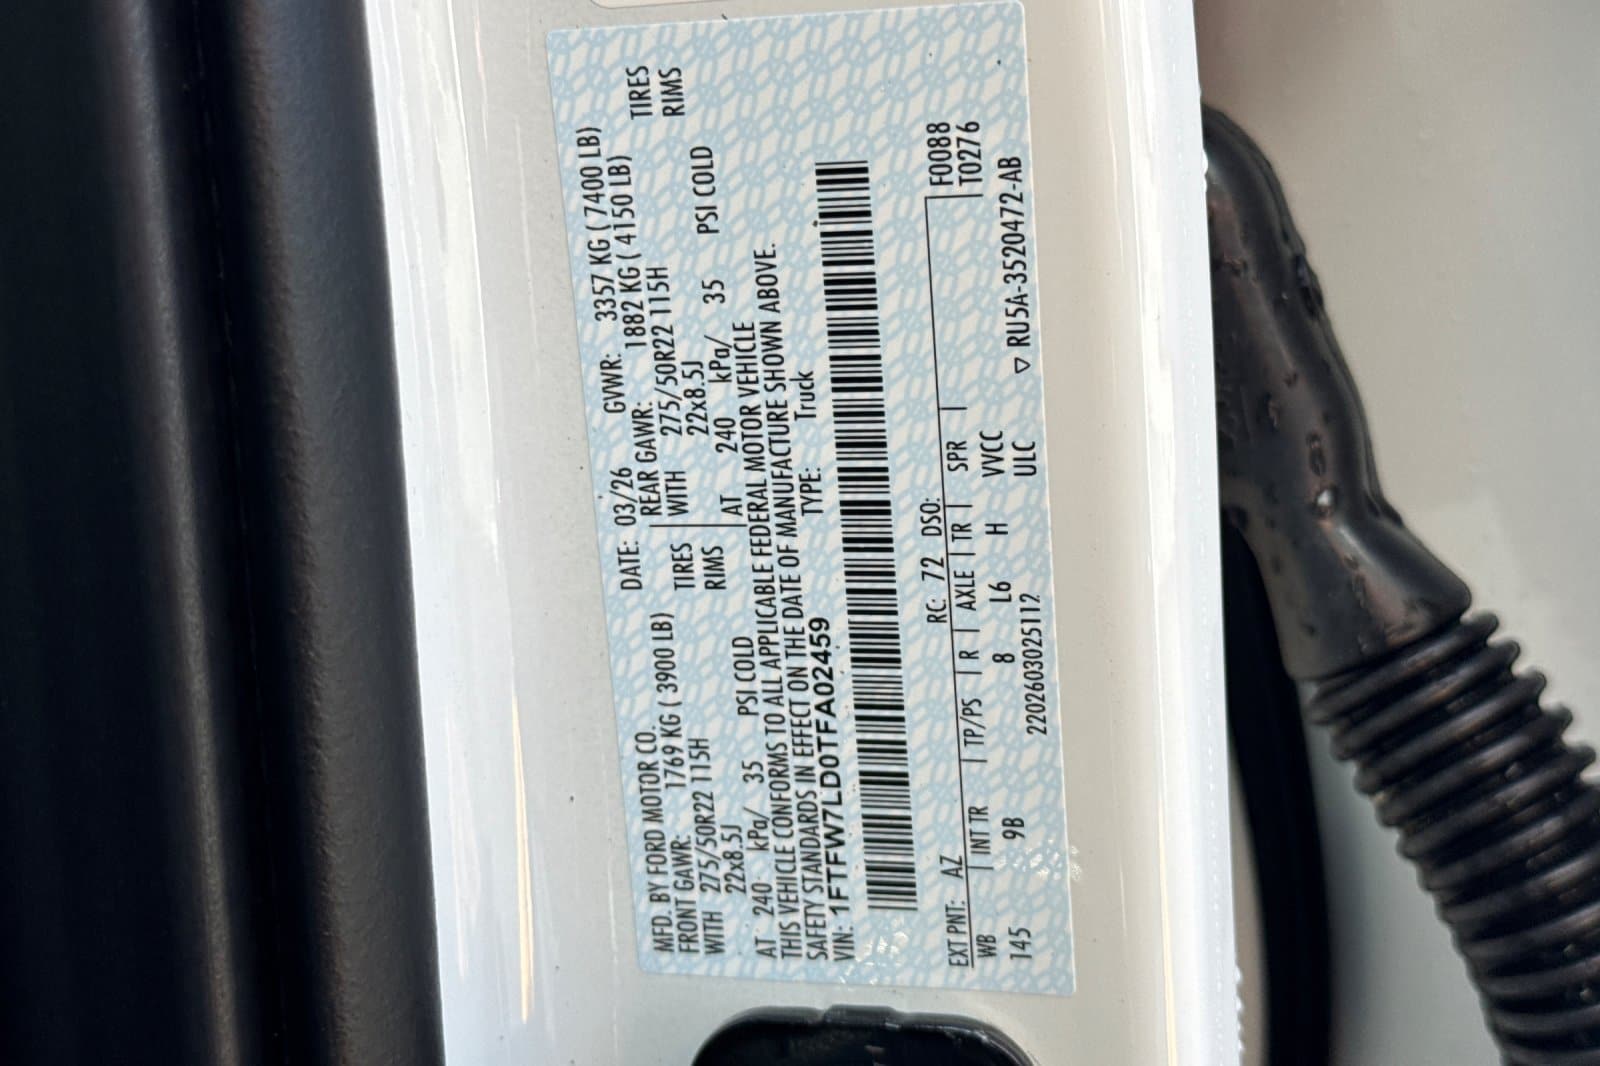 MFD. BY FORD MOTOR CO.
DATE: 03/26 GVWR: 3357 KG ( 7400 LB)
FRONT GAWR: 1769 KG ( 3900 LB)
REAR GAWR: 1882 KG ( 4150 LB)
WITH 275/50R22 115H TIRES
WITH 275/50R22 115H TIRES
22x8.5J RIMS
22x8.5J RIMS
AT 240 kPa/ 35 PSI COLD
AT 240 kPa/ 35 PSI COLD
THIS VEHICLE CONFORMS TO ALL APPLICABLE FEDERAL MOTOR VEHICLE
SAFETY STANDARDS IN EFFECT ON THE DATE OF MANUFACTURE SHOWN ABOVE.
VIN: 1FTFW7LD0TFA02459 TYPE: Truck
EXT PNT: AZ RC: 72 DSO: F0088
WB INT TR TP/PS R AXLE TR SPR T0276
145 9B 8 L6 H VVCC
2202603025112 ULC ▽ RU5A-3520472-AB